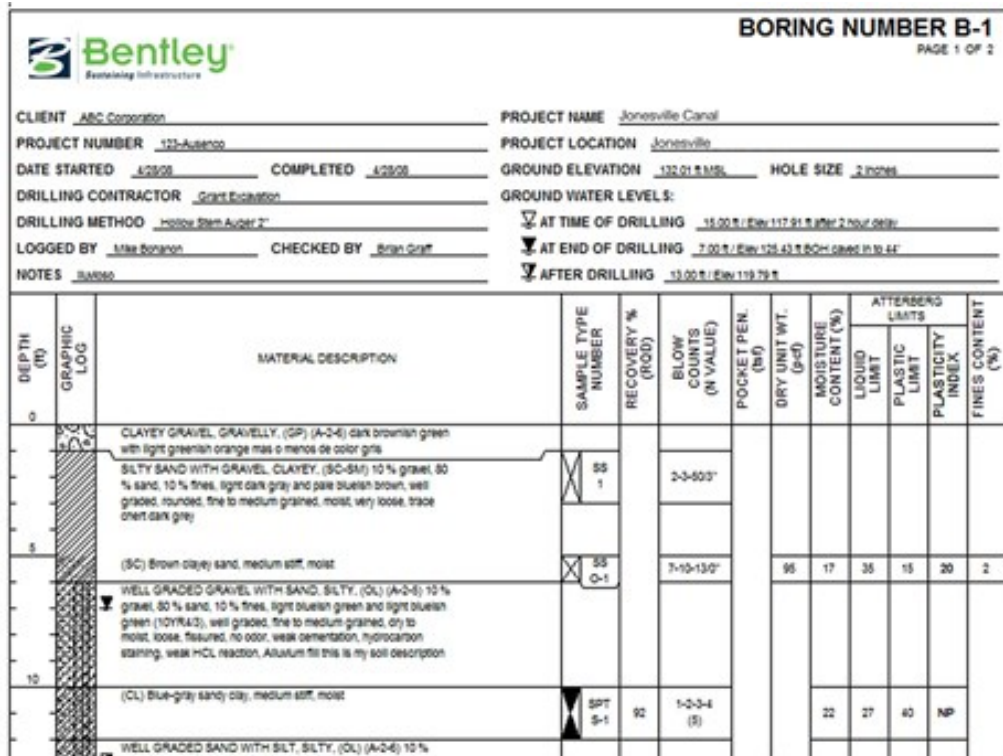 BORING NUMBER B-1
PAGE 1 OF 2
Bentley
Sustaining Infrastructure
CLIENT ABC Corporation
PROJECT NAME Jonesville Canal
PROJECT NUMBER 123-Ausenco
PROJECT LOCATION Jonesville
DATE STARTED 4/28/08 COMPLETED 4/28/08
GROUND ELEVATION 132.01 ft MSL HOLE SIZE 2 inches
DRILLING CONTRACTOR Grant Excavation
GROUND WATER LEVELS:
DRILLING METHOD Hollow Stem Auger 2"
AT TIME OF DRILLING 15.00 ft / Elev 117.91 ft after 2 hour delay
LOGGED BY Mike Bonanon CHECKED BY Brian Graff
AT END OF DRILLING 7.00 ft / Elev 125.43 ft BOH caved in to 44'
NOTES
AFTER DRILLING 13.00 ft / Elev 119.79 ft
DEPTH (ft)
GRAPHIC LOG
MATERIAL DESCRIPTION
SAMPLE TYPE NUMBER
RECOVERY % (RQD)
BLOW COUNTS (N VALUE)
POCKET PEN. (tsf)
DRY UNIT WT. (pcf)
MOISTURE CONTENT (%)
ATTERBERG LIMITS
LIQUID LIMIT
PLASTIC LIMIT
PLASTICITY INDEX
FINES CONTENT (%)
0
CLAYEY GRAVEL, GRAVELLY, (GP) (A-2-6) dark brownish green
with light greenish orange mas o menos de color gris
SILTY SAND WITH GRAVEL, CLAYEY, (SC-SM) 10 % gravel, 80
% sand, 10 % fines, light dark gray and pale blueish brown, well
graded, rounded, fine to medium grained, moist, very loose, trace
chert dark grey
SS
1
2-3-50/3"
5
(SC) Brown clayey sand, medium stiff, moist
SS
O-1
7-10-13/0" 95 17 35 15 20 2
WELL GRADED GRAVEL WITH SAND, SILTY, (OL) (A-2-5) 10 %
gravel, 80 % sand, 10 % fines, light blueish green and light blueish
green (10YR4/3), well graded, fine to medium grained, dry to
moist, loose, fissured, no odor, weak cementation, hydrocarbon
staining, weak HCL reaction, Alluvium fill this is my soil description
10
(CL) Blue-gray sandy clay, medium stiff, moist
SPT
S-1
92
1-2-3-4
(5)
22 27 40 NP
WELL GRADED SAND WITH SILT, SILTY, (OL) (A-2-6) 10 %